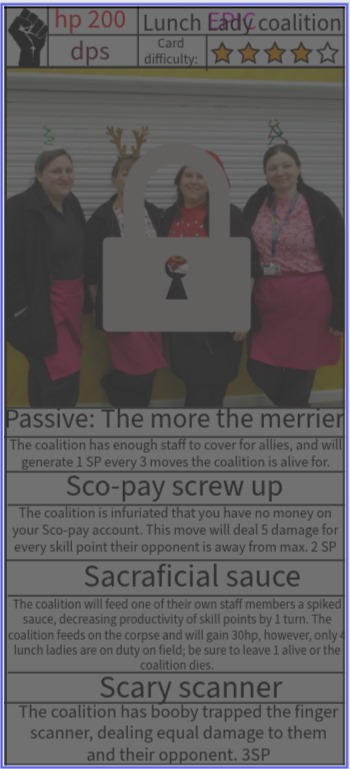 hp 200
EPIC
Lunch Lady coalition
dps
Card
difficulty:
Passive: The more the merrier
The coalition has enough staff to cover for allies, and will
generate 1 SP every 3 moves the coalition is alive for.
Sco-pay screw up
The coalition is infuriated that you have no money on
your Sco-pay account. This move will deal 5 damage for
every skill point their opponent is away from max. 2 SP
Sacraficial sauce
The coalition will feed one of their own staff members a spiked
sauce, decreasing productivity of skill points by 1 turn. The
coalition feeds on the corpse and will gain 30hp, however, only 4
lunch ladies are on duty on field; be sure to leave 1 alive or the
coalition dies.
Scary scanner
The coalition has booby trapped the finger
scanner, dealing equal damage to them
and their opponent. 3SP